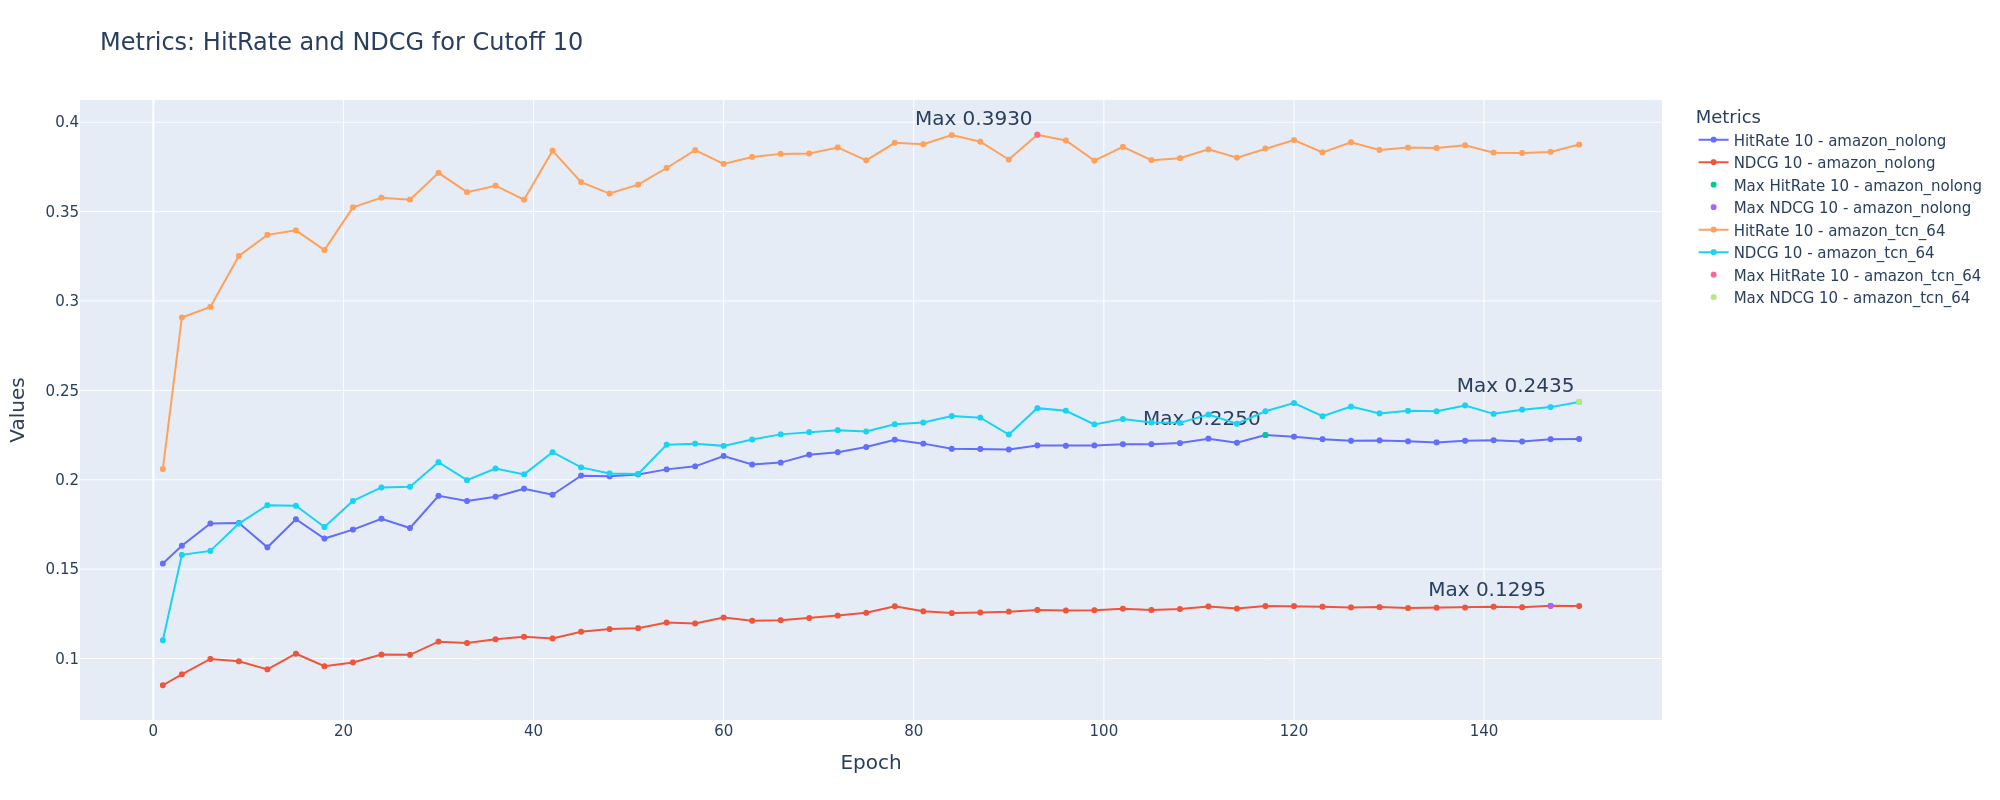 Metrics: HitRate and NDCG for Cutoff 10
Values
0.4
0.35
0.3
0.25
0.2
0.15
0.1
Max 0.3930
Max 0.2435
Max 0.2250
Max 0.1295
0
20
40
60
80
100
120
140
Epoch
Metrics
HitRate 10 - amazon_nolong
NDCG 10 - amazon_nolong
Max HitRate 10 - amazon_nolong
Max NDCG 10 - amazon_nolong
HitRate 10 - amazon_tcn_64
NDCG 10 - amazon_tcn_64
Max HitRate 10 - amazon_tcn_64
Max NDCG 10 - amazon_tcn_64